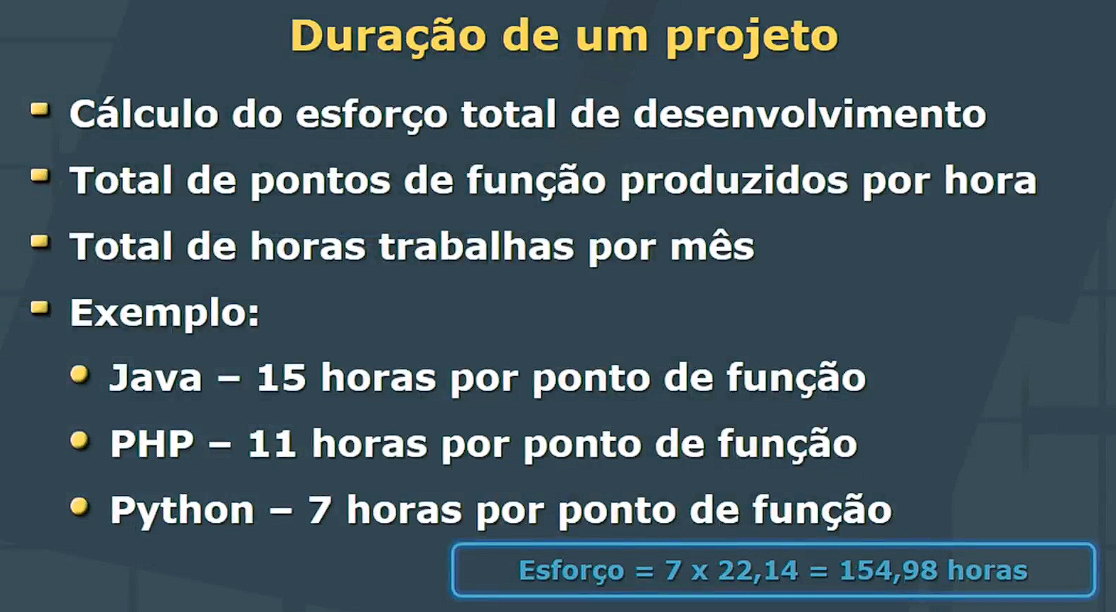 Duração de um projeto
Cálculo do esforço total de desenvolvimento
Total de pontos de função produzidos por hora
Total de horas trabalhas por mês
Exemplo:
Java – 15 horas por ponto de função
PHP – 11 horas por ponto de função
Python – 7 horas por ponto de função
Esforço = 7 x 22,14 = 154,98 horas